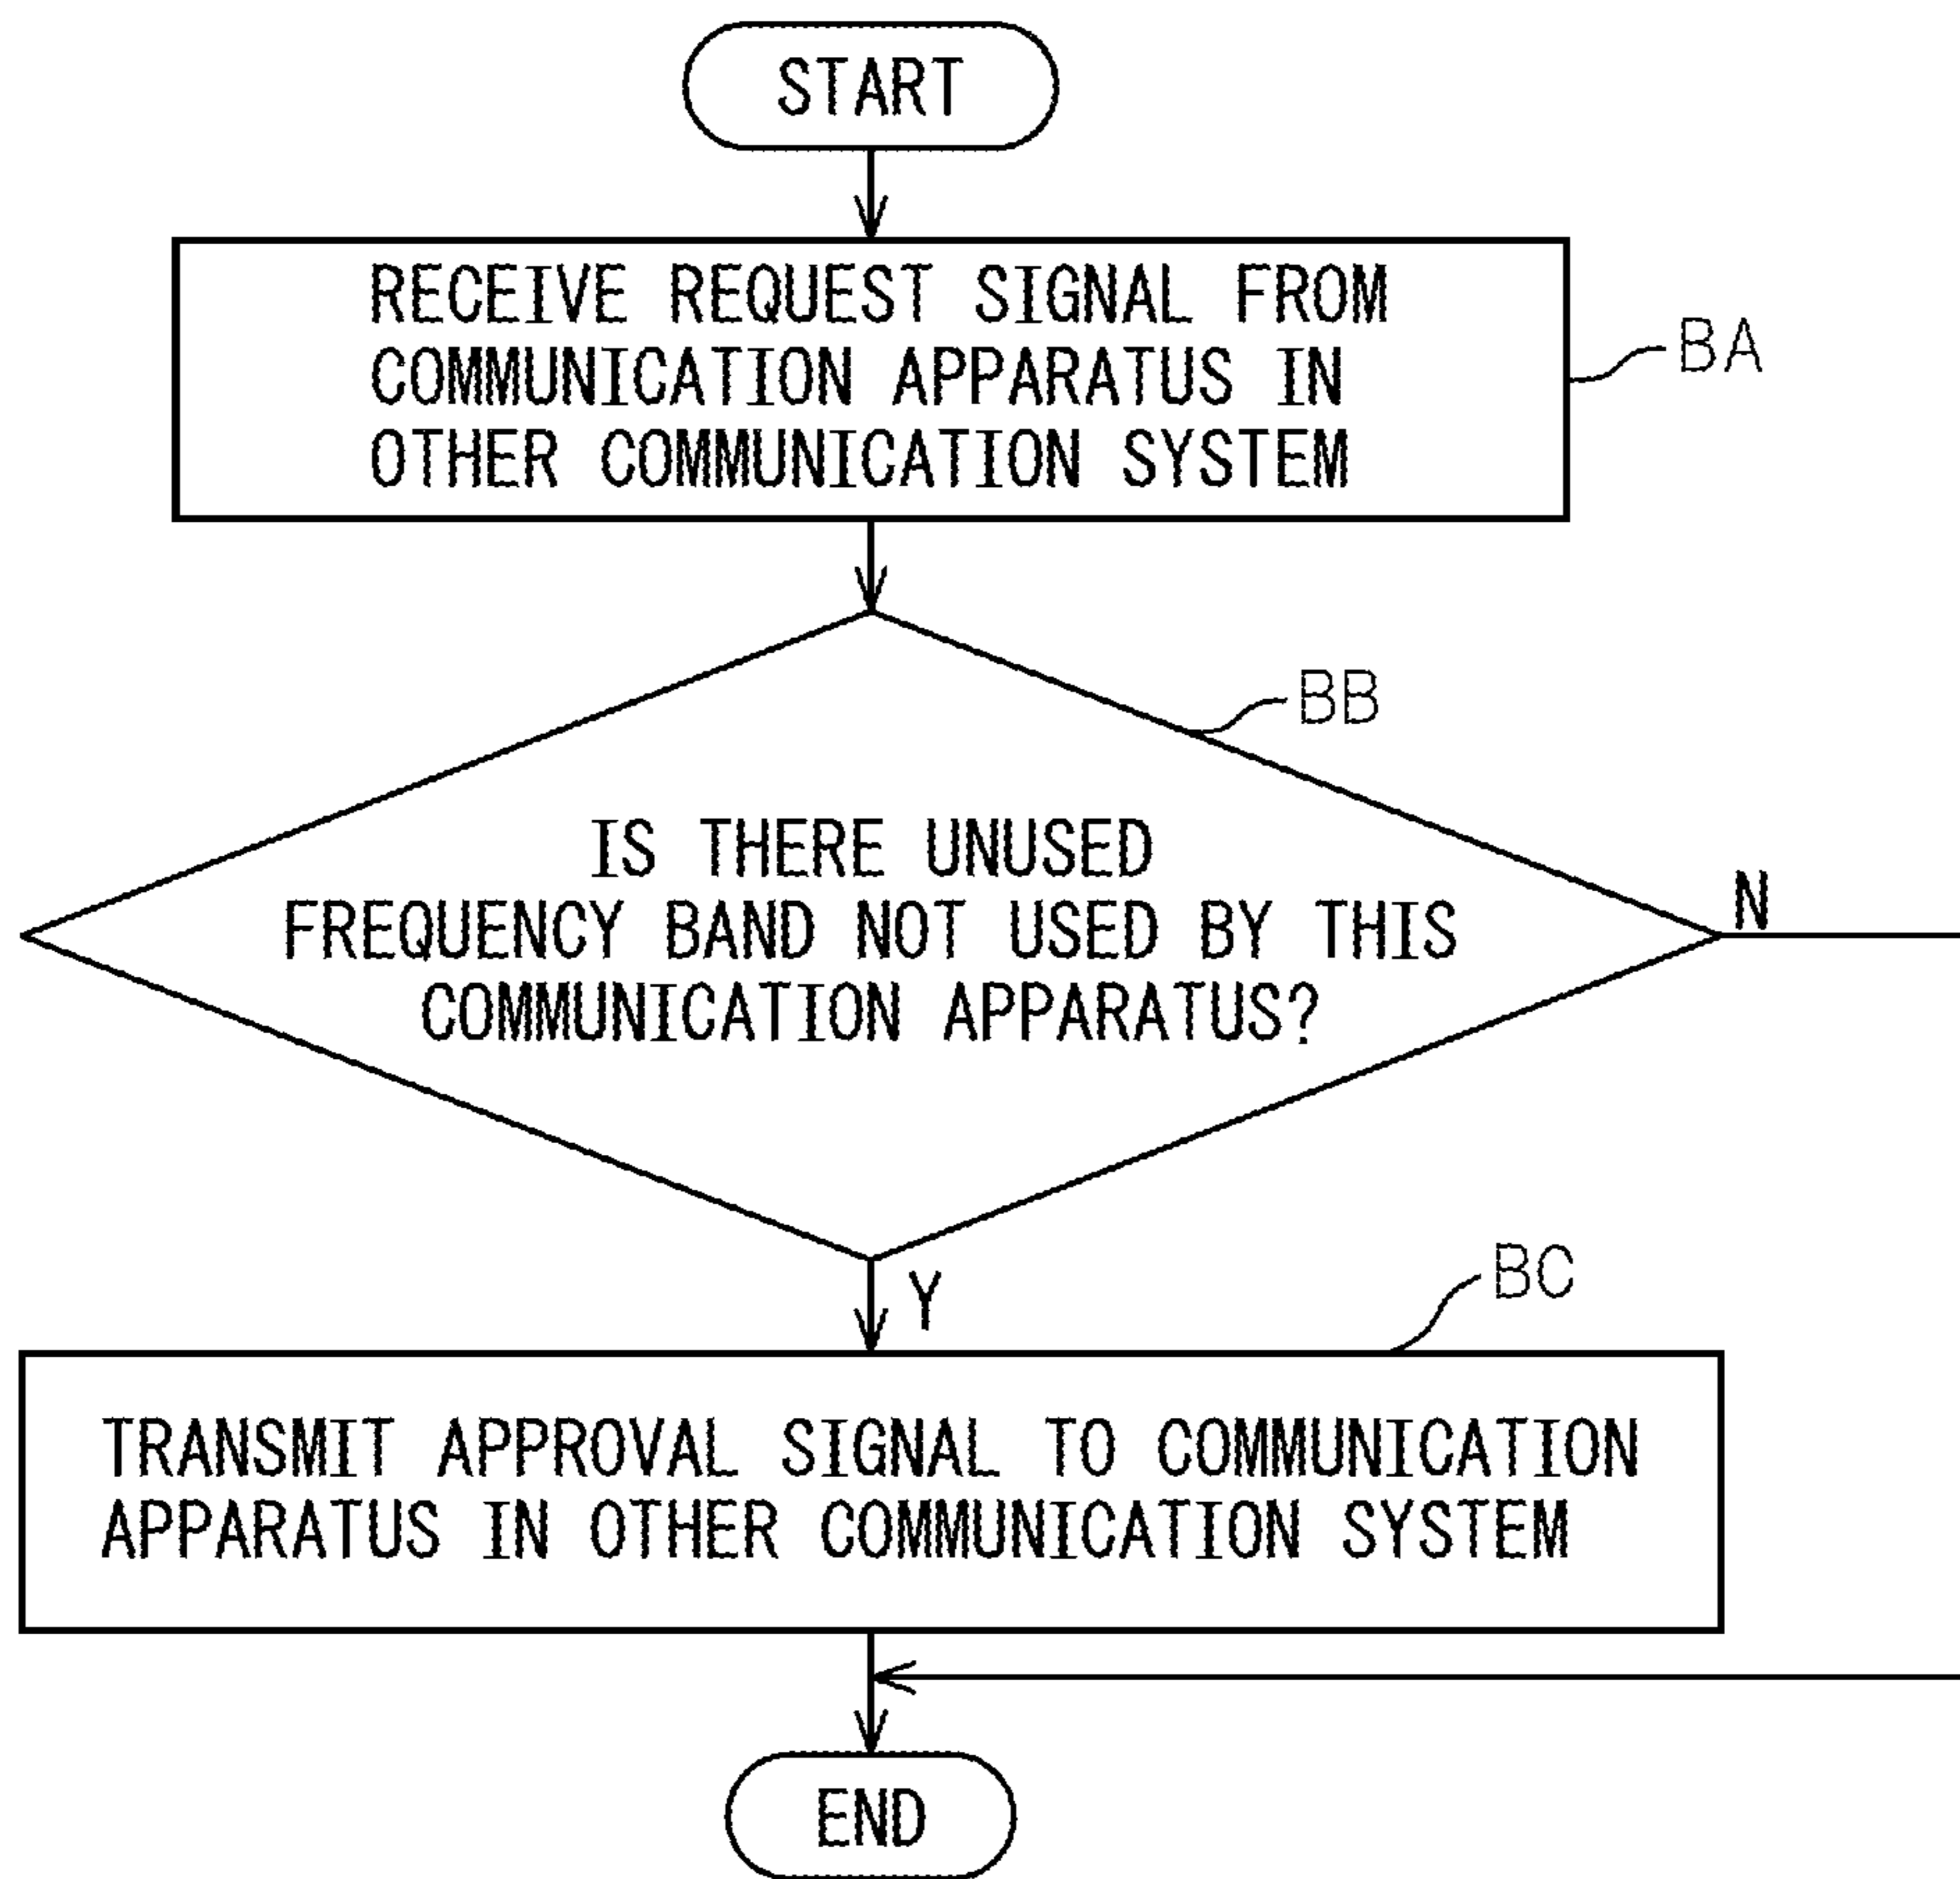 START
RECEIVE REQUEST SIGNAL FROM
COMMUNICATION APPARATUS IN
OTHER COMMUNICATION SYSTEM
BA
BB
IS THERE UNUSED
FREQUENCY BAND NOT USED BY THIS
COMMUNICATION APPARATUS?
N
Y
BC
TRANSMIT APPROVAL SIGNAL TO COMMUNICATION
APPARATUS IN OTHER COMMUNICATION SYSTEM
END